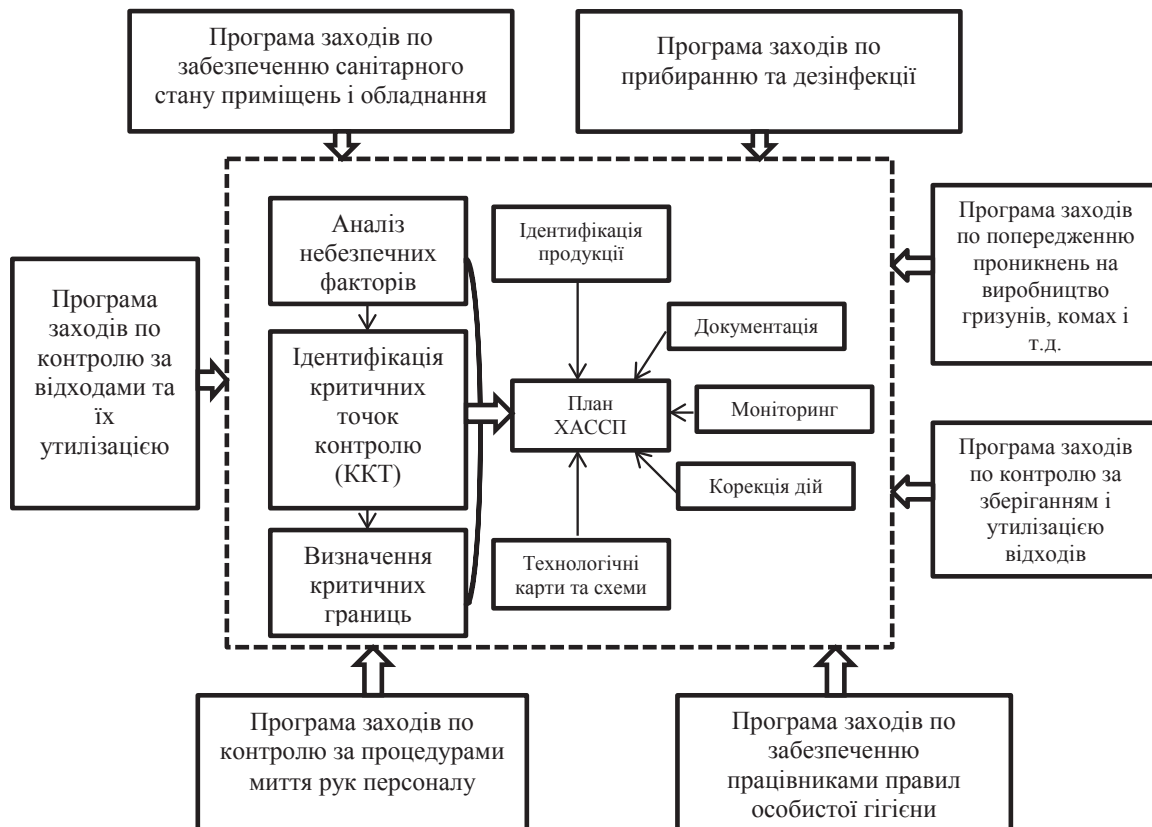 Програма заходів по
забезпеченню санітарного
стану приміщень і обладнання
Програма заходів по
прибиранню та дезінфекції
Програма
заходів по
контролю за
відходами та
їх
утилізацією
Аналіз
небезпечних
факторів
Ідентифікація
критичних
точок
контролю
(ККТ)
Визначення
критичних
границь
Ідентифікація
продукції
Документація
План
ХАССП
Моніторинг
Корекція дій
Технологічні
карти та схеми
Програма заходів
по попередженню
проникнень на
виробництво
гризунів, комах і
т.д.
Програма заходів
по контролю за
зберіганням і
утилізацією
відходів
Програма заходів по
контролю за процедурами
миття рук персоналу
Програма заходів по
забезпеченню
працівниками правил
особистої гігієни